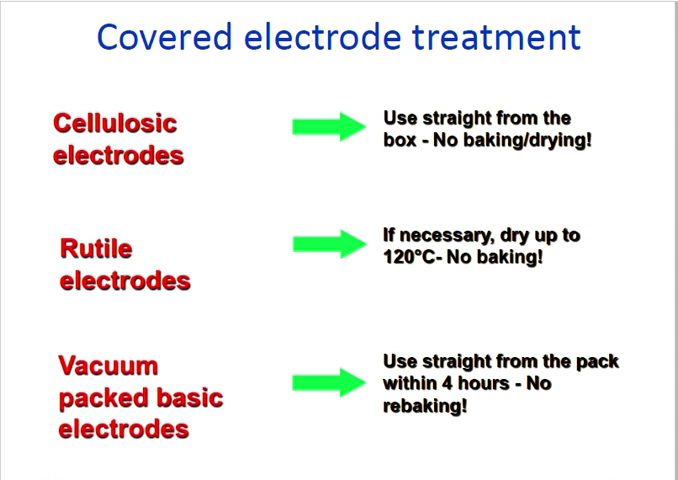 Covered electrode treatment
Cellulosic
electrodes
Use straight from the
box - No baking/drying!
Rutile
electrodes
If necessary, dry up to
120°C- No baking!
Vacuum
packed basic
electrodes
Use straight from the pack
within 4 hours - No
rebaking!